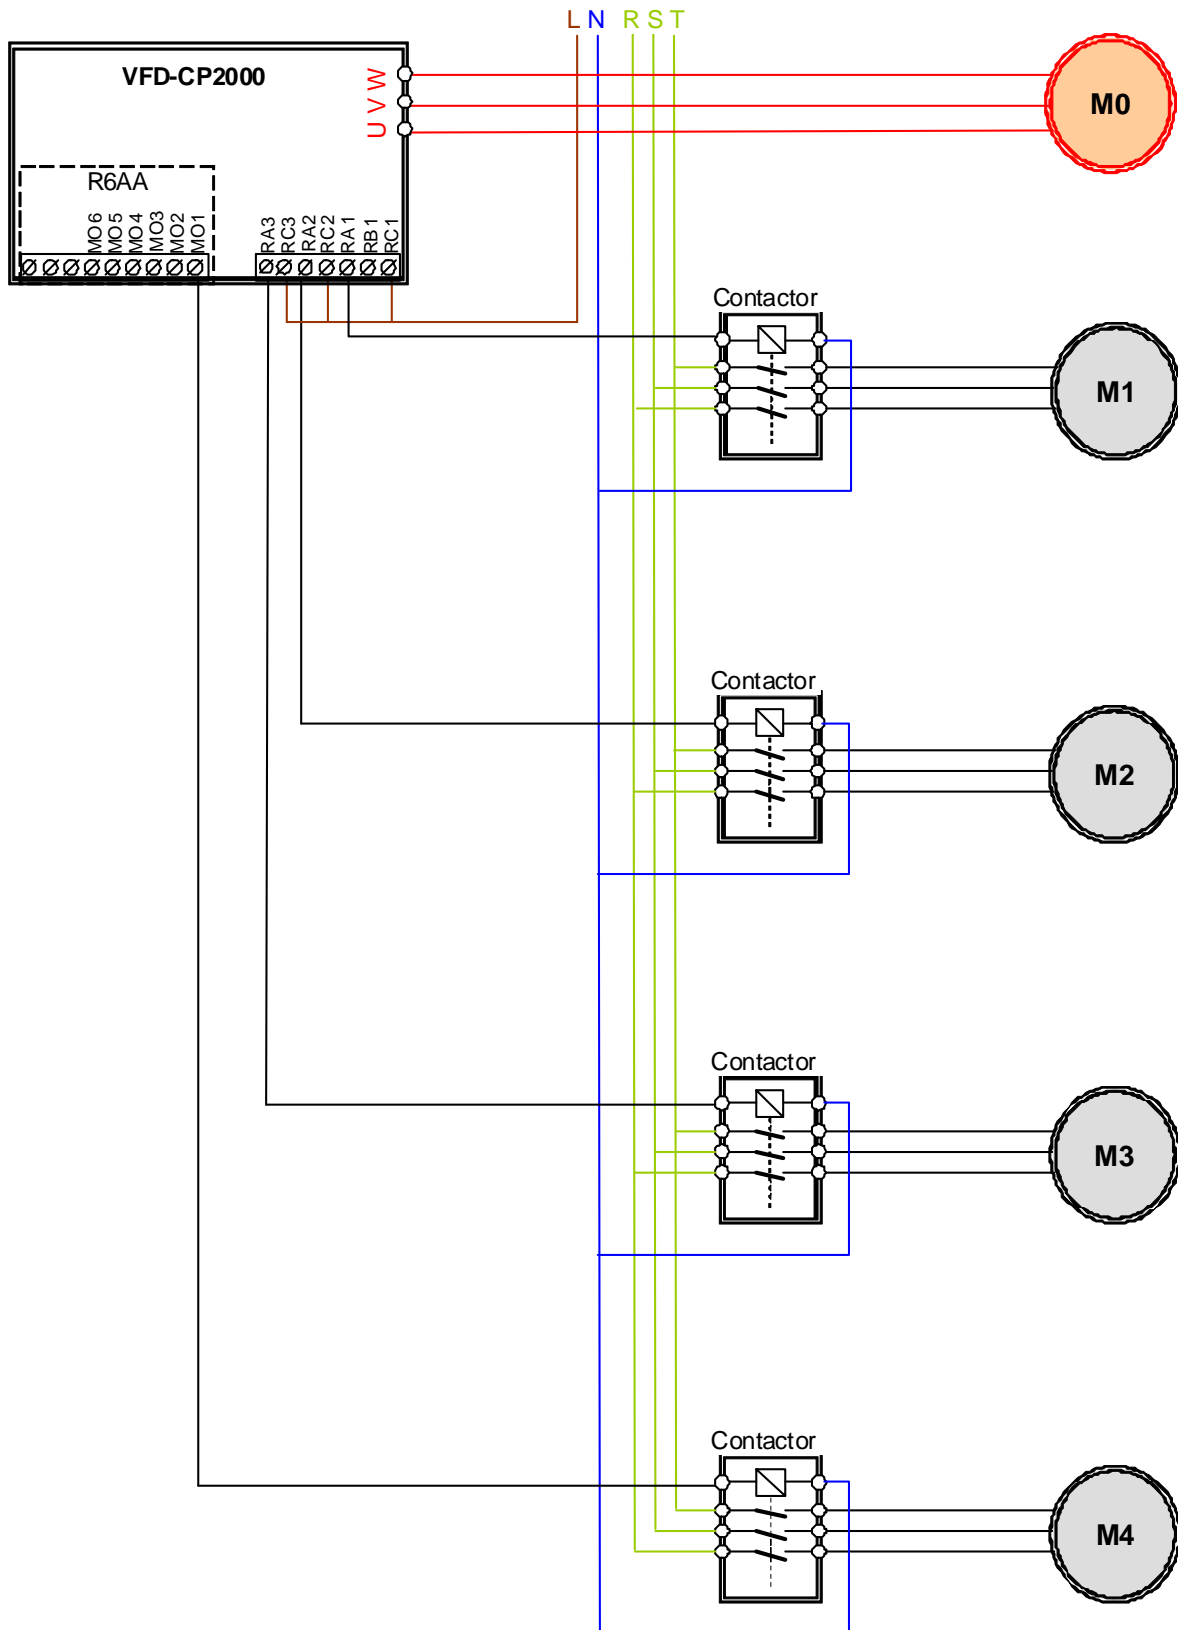 L N R S T
VFD-CP2000
W
V
U
M0
R6AA
MO6
MO5
MO4
MO3
MO2
MO1
RA3
RC3
RA2
RC2
RA1
RB1
RC1
Contactor
M1
Contactor
M2
Contactor
M3
Contactor
M4